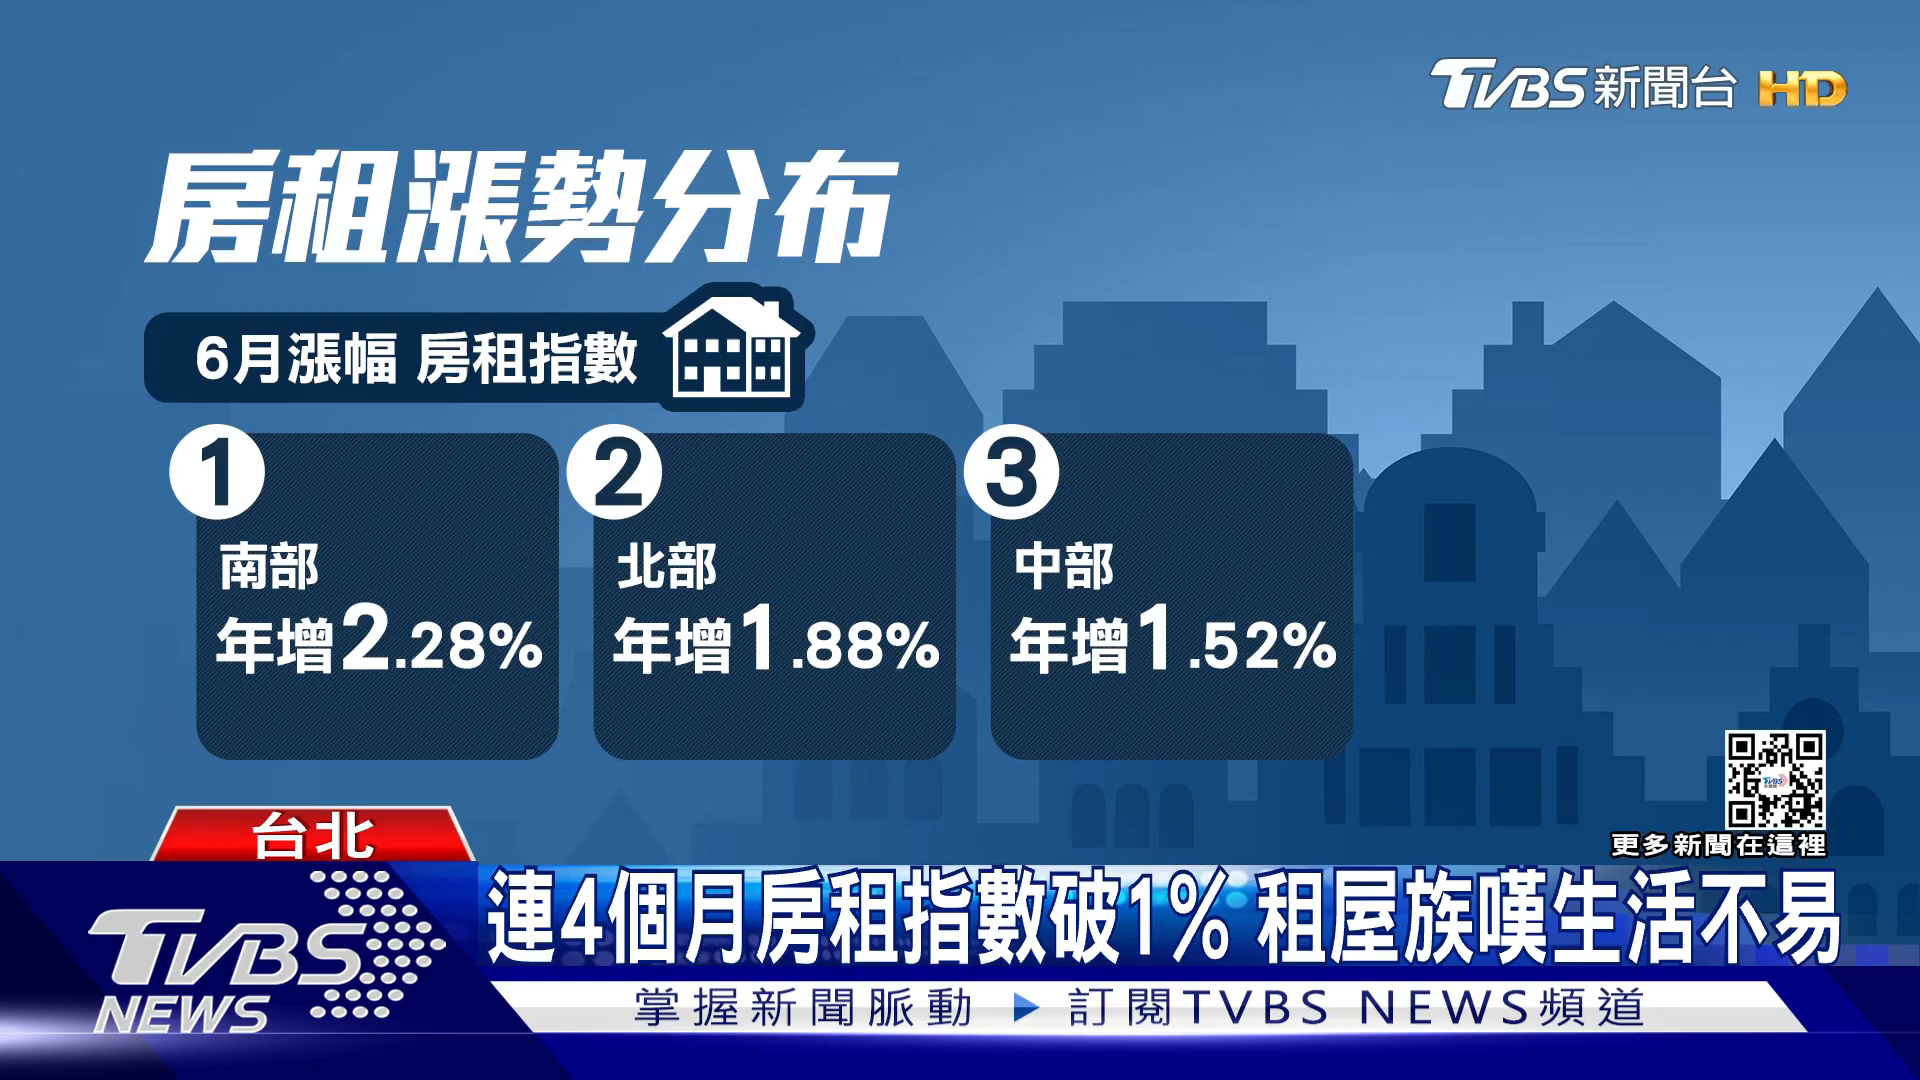 TVBS新聞台 HD
房租漲勢分布
6月漲幅 房租指數
1
南部
年增2.28%
2
北部
年增1.88%
3
中部
年增1.52%
TVBS
更多新聞在這裡
台北
連4個月房租指數破1% 租屋族嘆生活不易
TVBS
NEWS
掌握新聞脈動 ▶ 訂閱TVBS NEWS頻道